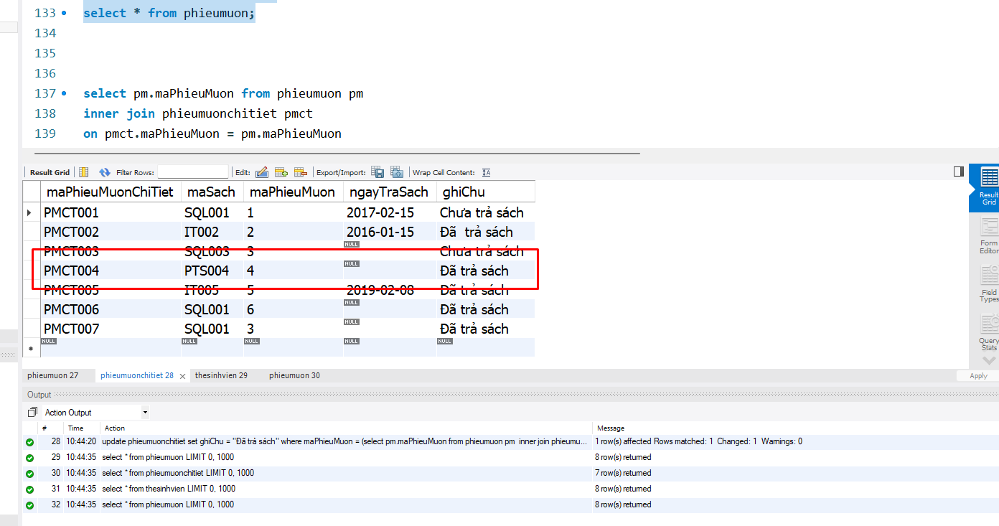 133 select * from phieumuon;
134
135
136
137 select pm.maPhieuMuon from phieumuon pm
138 inner join phieumuonchitiet pmct
139 on pmct.maPhieuMuon = pm.maPhieuMuon
Result Grid Filter Rows: Edit: Export/Import: Wrap Cell Content: IA
maPhieuMuonChiTiet maSach maPhieuMuon ngayTraSach ghiChu
PMCT001 SQL001 1 2017-02-15 Chưa trả sách
PMCT002 IT002 2 2016-01-15 Đã  trả sách
PMCT003 SQL003 3 NULL Chưa trả sách
PMCT004 PTS004 4 NULL Đã trả sách
PMCT005 IT005 5 2019-02-08 Đã trả sách
PMCT006 SQL001 6 NULL Đã trả sách
PMCT007 SQL001 3 NULL Đã trả sách
* NULL NULL NULL NULL NULL
Result
Grid
Form
Editor
Field
Types
Query
Stats
phieumuon 27 phieumuonchitiet 28 × thesinhvien 29 phieumuon 30
Apply
Output
Action Output
# Time Action Message
28 10:44:20 update phieumuonchitiet set ghiChu = "Đã trả sách" where maPhieuMuon = (select pm.maPhieuMuon from phieumuon pm  inner join phieumu... 1 row(s) affected Rows matched: 1  Changed: 1  Warnings: 0
29 10:44:35 select * from phieumuon LIMIT 0, 1000 8 row(s) returned
30 10:44:35 select * from phieumuonchitiet LIMIT 0, 1000 7 row(s) returned
31 10:44:35 select * from thesinhvien LIMIT 0, 1000 8 row(s) returned
32 10:44:35 select * from phieumuon LIMIT 0, 1000 8 row(s) returned